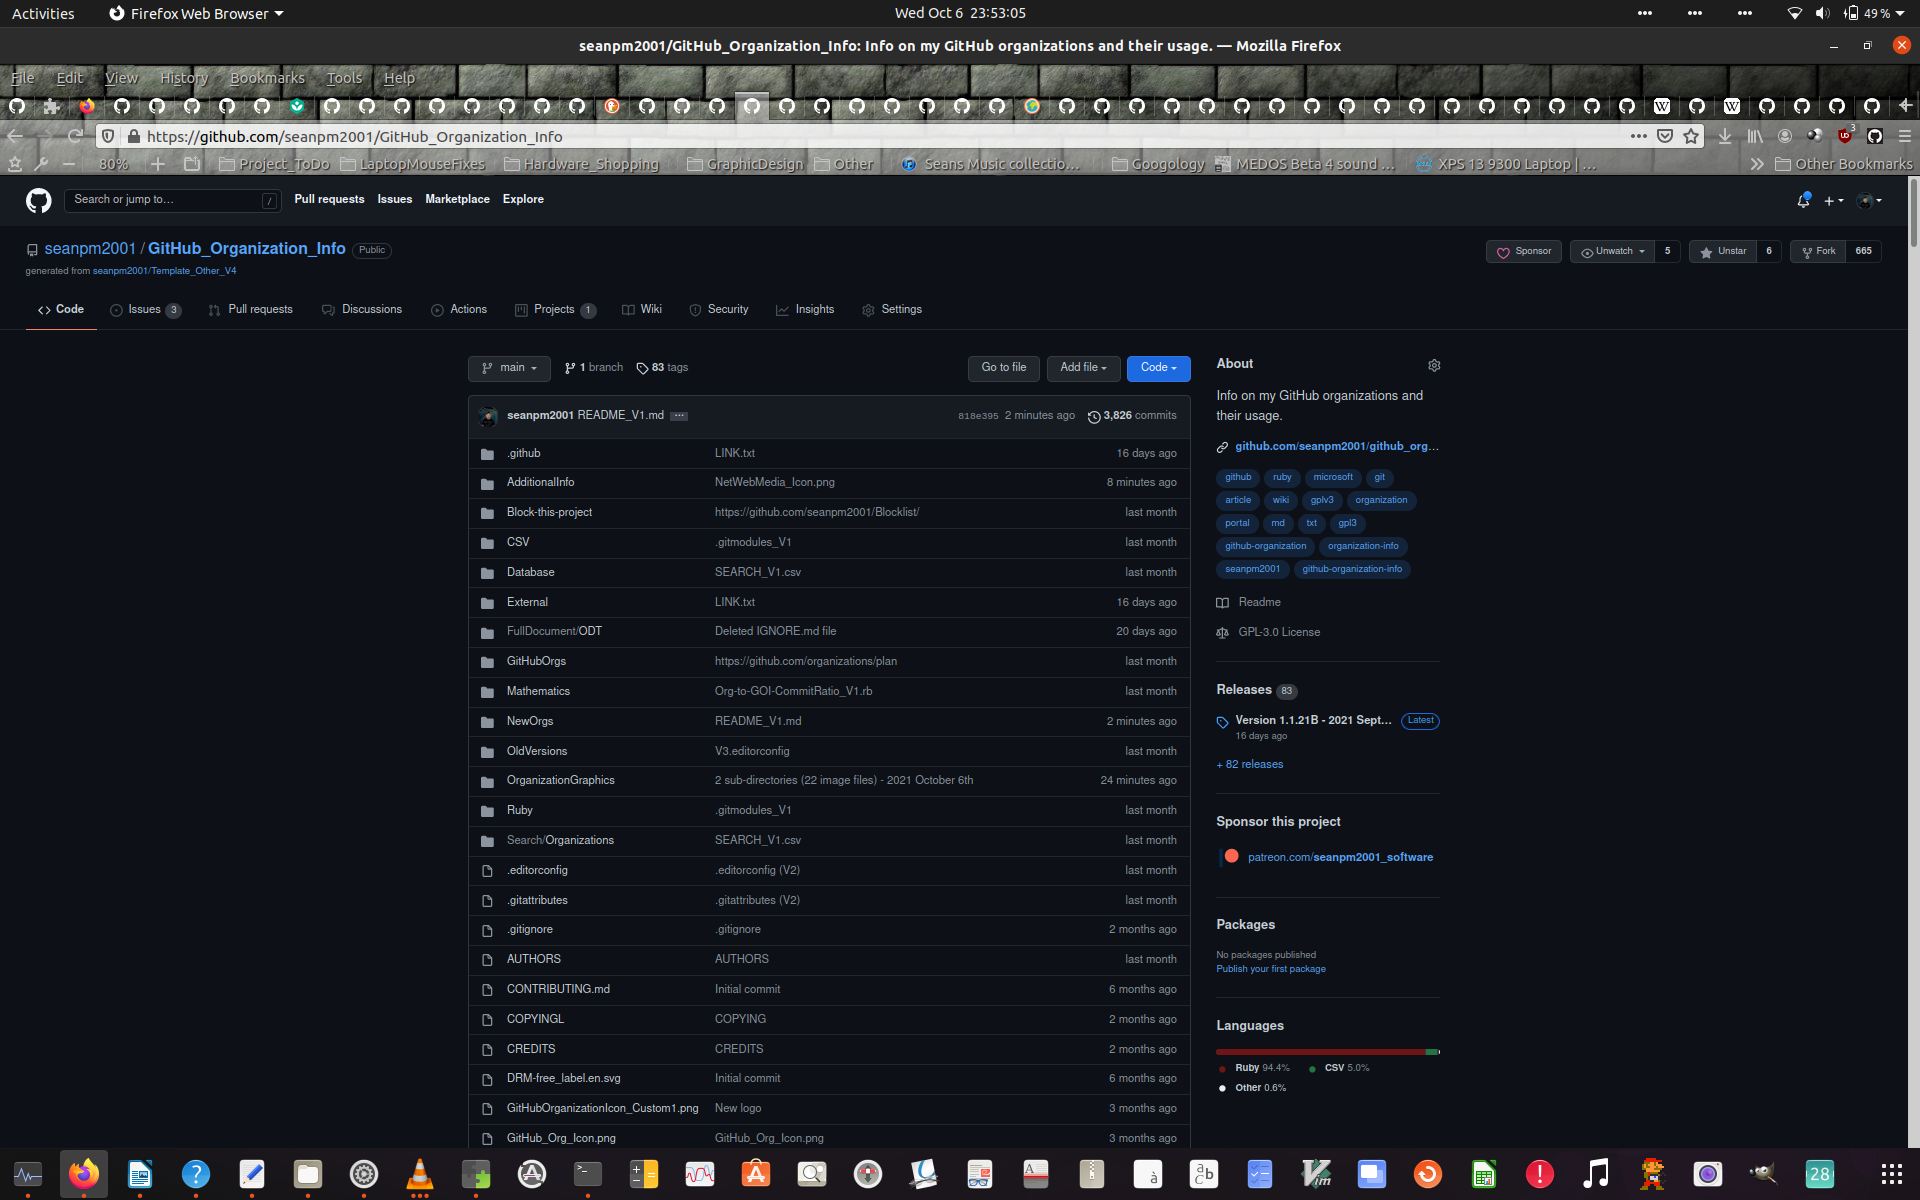 Activities Firefox Web Browser Wed Oct 6 23:53:05 49 %
seanpm2001/GitHub_Organization_Info: Info on my GitHub organizations and their usage. — Mozilla Firefox
File Edit View History Bookmarks Tools Help
https://github.com/seanpm2001/GitHub_Organization_Info 3
80% Project_ToDo LaptopMouseFixes Hardware_Shopping GraphicDesign Other Seans Music collectio… Googology MEDOS Beta 4 sound … XPS 13 9300 Laptop | … Other Bookmarks
Search or jump to… / Pull requests Issues Marketplace Explore
seanpm2001 / GitHub_Organization_Info Public Sponsor Unwatch 5 Unstar 6 Fork 665
generated from seanpm2001/Template_Other_V4
Code Issues 3 Pull requests Discussions Actions Projects 1 Wiki Security Insights Settings
main 1 branch 83 tags Go to file Add file Code
seanpm2001 README_V1.md 818e395 2 minutes ago 3,826 commits
.github LINK.txt 16 days ago
AdditionalInfo NetWebMedia_Icon.png 8 minutes ago
Block-this-project https://github.com/seanpm2001/Blocklist/ last month
CSV .gitmodules_V1 last month
Database SEARCH_V1.csv last month
External LINK.txt 16 days ago
FullDocument/ODT Deleted IGNORE.md file 20 days ago
GitHubOrgs https://github.com/organizations/plan last month
Mathematics Org-to-GOI-CommitRatio_V1.rb last month
NewOrgs README_V1.md 2 minutes ago
OldVersions V3.editorconfig last month
OrganizationGraphics 2 sub-directories (22 image files) - 2021 October 6th 24 minutes ago
Ruby .gitmodules_V1 last month
Search/Organizations SEARCH_V1.csv last month
.editorconfig .editorconfig (V2) last month
.gitattributes .gitattributes (V2) last month
.gitignore .gitignore 2 months ago
AUTHORS AUTHORS last month
CONTRIBUTING.md Initial commit 6 months ago
COPYINGL COPYING 2 months ago
CREDITS CREDITS 2 months ago
DRM-free_label.en.svg Initial commit 6 months ago
GitHubOrganizationIcon_Custom1.png New logo 3 months ago
GitHub_Org_Icon.png GitHub_Org_Icon.png 3 months ago
About
Info on my GitHub organizations and
their usage.
github.com/seanpm2001/github_org…
github ruby microsoft git
article wiki gplv3 organization
portal md txt gpl3
github-organization organization-info
seanpm2001 github-organization-info
Readme
GPL-3.0 License
Releases 83
Version 1.1.21B - 2021 Sept… Latest
16 days ago
+ 82 releases
Sponsor this project
patreon.com/seanpm2001_software
Packages
No packages published
Publish your first package
Languages
Ruby 94.4% CSV 5.0%
Other 0.6%
28